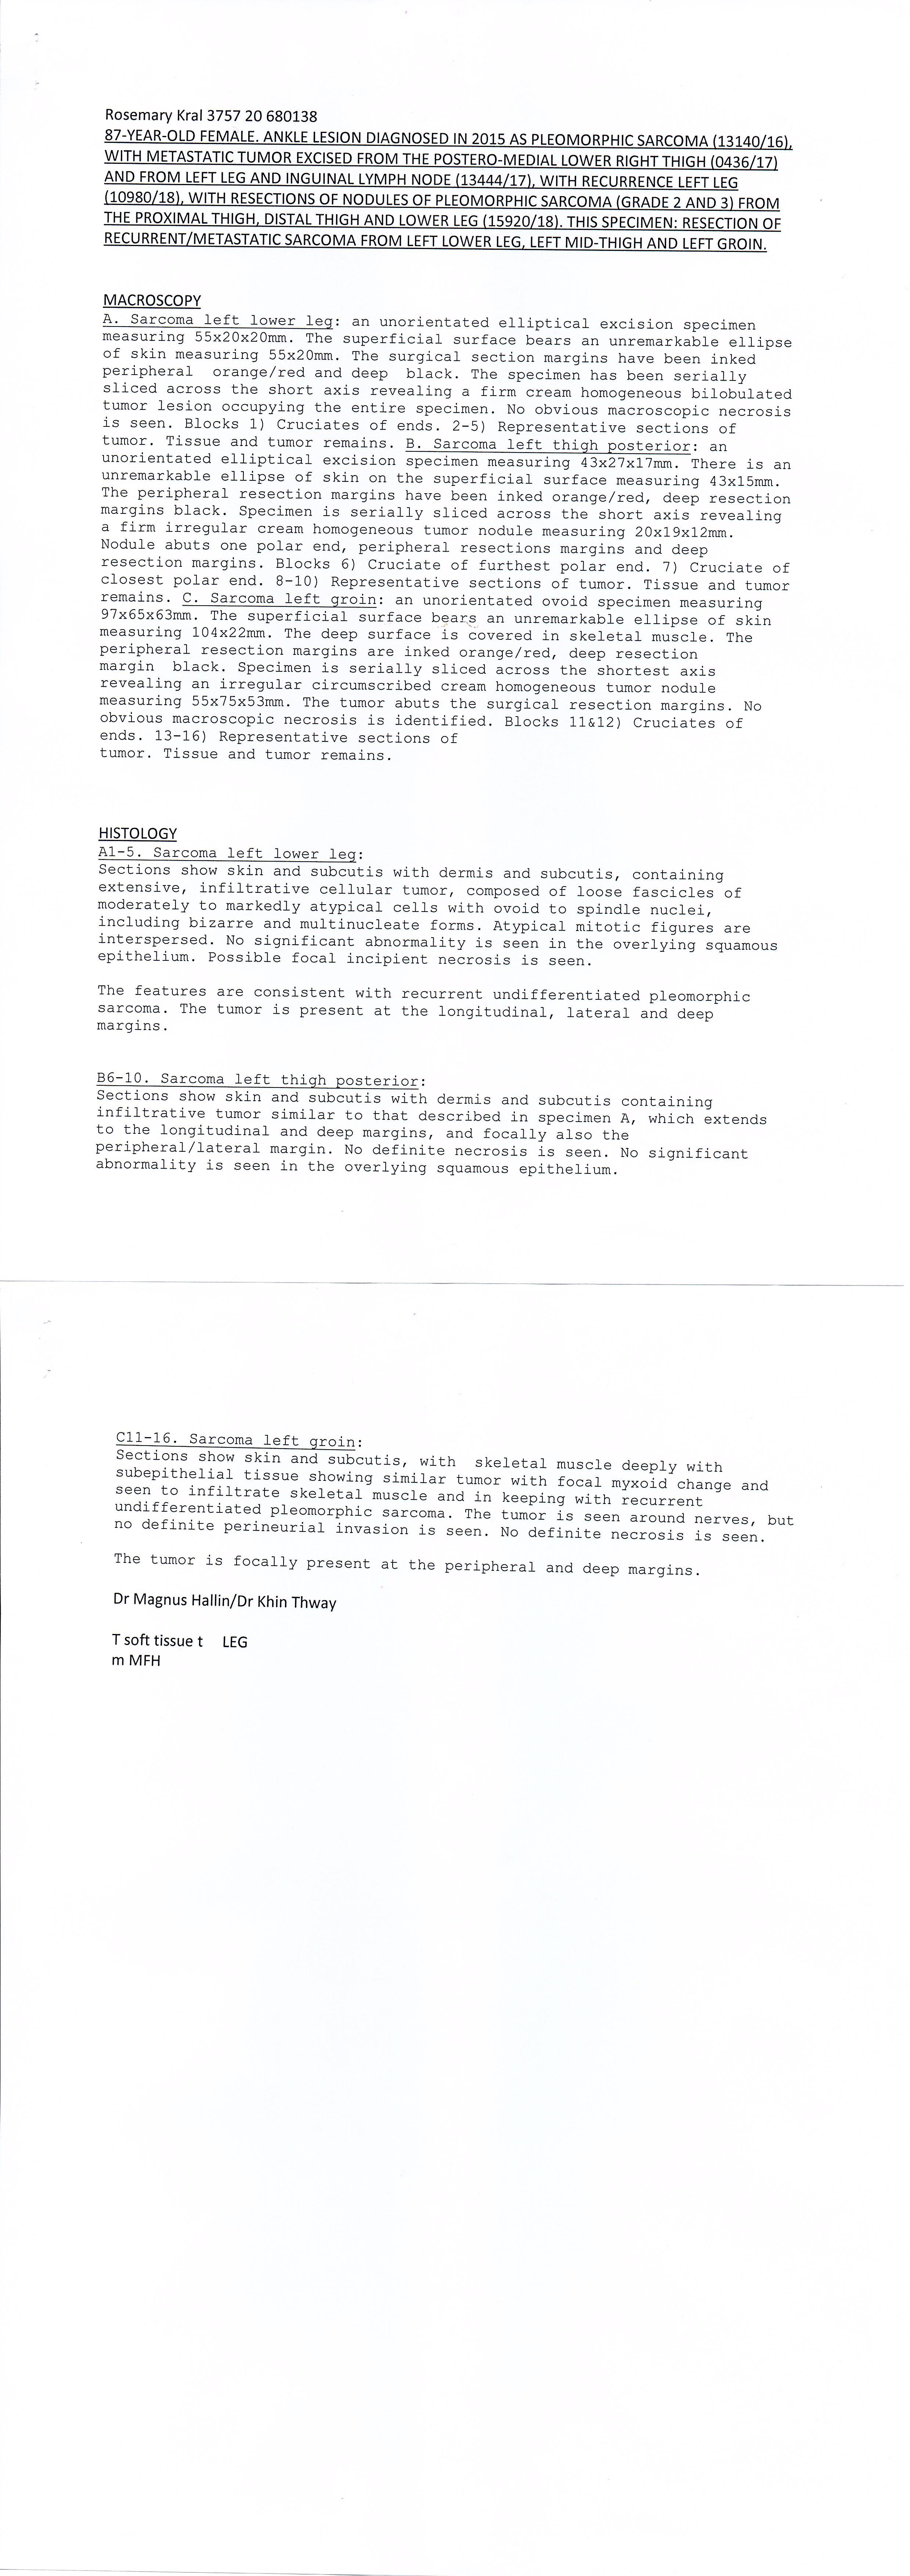 Rosemary Kral 3757 20 680138
87-YEAR-OLD FEMALE. ANKLE LESION DIAGNOSED IN 2015 AS PLEOMORPHIC SARCOMA (13140/16),
WITH METASTATIC TUMOR EXCISED FROM THE POSTERO-MEDIAL LOWER RIGHT THIGH (0436/17)
AND FROM LEFT LEG AND INGUINAL LYMPH NODE (13444/17), WITH RECURRENCE LEFT LEG
(10980/18), WITH RESECTIONS OF NODULES OF PLEOMORPHIC SARCOMA (GRADE 2 AND 3) FROM
THE PROXIMAL THIGH, DISTAL THIGH AND LOWER LEG (15920/18). THIS SPECIMEN: RESECTION OF
RECURRENT/METASTATIC SARCOMA FROM LEFT LOWER LEG, LEFT MID-THIGH AND LEFT GROIN.
MACROSCOPY
A. Sarcoma left lower leg: an unorientated elliptical excision specimen
measuring 55x20x20mm. The superficial surface bears an unremarkable ellipse
of skin measuring 55x20mm. The surgical section margins have been inked
peripheral  orange/red and deep  black. The specimen has been serially
sliced across the short axis revealing a firm cream homogeneous bilobulated
tumor lesion occupying the entire specimen. No obvious macroscopic necrosis
is seen. Blocks 1) Cruciates of ends. 2-5) Representative sections of
tumor. Tissue and tumor remains. B. Sarcoma left thigh posterior: an
unorientated elliptical excision specimen measuring 43x27x17mm. There is an
unremarkable ellipse of skin on the superficial surface measuring 43x15mm.
The peripheral resection margins have been inked orange/red, deep resection
margins black. Specimen is serially sliced across the short axis revealing
a firm irregular cream homogeneous tumor nodule measuring 20x19x12mm.
Nodule abuts one polar end, peripheral resections margins and deep
resection margins. Blocks 6) Cruciate of furthest polar end. 7) Cruciate of
closest polar end. 8-10) Representative sections of tumor. Tissue and tumor
remains. C. Sarcoma left groin: an unorientated ovoid specimen measuring
97x65x63mm. The superficial surface bears an unremarkable ellipse of skin
measuring 104x22mm. The deep surface is covered in skeletal muscle. The
peripheral resection margins are inked orange/red, deep resection
margin  black. Specimen is serially sliced across the shortest axis
revealing an irregular circumscribed cream homogeneous tumor nodule
measuring 55x75x53mm. The tumor abuts the surgical resection margins. No
obvious macroscopic necrosis is identified. Blocks 11&12) Cruciates of
ends. 13-16) Representative sections of
tumor. Tissue and tumor remains.
HISTOLOGY
A1-5. Sarcoma left lower leg:
Sections show skin and subcutis with dermis and subcutis, containing
extensive, infiltrative cellular tumor, composed of loose fascicles of
moderately to markedly atypical cells with ovoid to spindle nuclei,
including bizarre and multinucleate forms. Atypical mitotic figures are
interspersed. No significant abnormality is seen in the overlying squamous
epithelium. Possible focal incipient necrosis is seen.
The features are consistent with recurrent undifferentiated pleomorphic
sarcoma. The tumor is present at the longitudinal, lateral and deep
margins.
B6-10. Sarcoma left thigh posterior:
Sections show skin and subcutis with dermis and subcutis containing
infiltrative tumor similar to that described in specimen A, which extends
to the longitudinal and deep margins, and focally also the
peripheral/lateral margin. No definite necrosis is seen. No significant
abnormality is seen in the overlying squamous epithelium.
C11-16. Sarcoma left groin:
Sections show skin and subcutis, with  skeletal muscle deeply with
subepithelial tissue showing similar tumor with focal myxoid change and
seen to infiltrate skeletal muscle and in keeping with recurrent
undifferentiated pleomorphic sarcoma. The tumor is seen around nerves, but
no definite perineurial invasion is seen. No definite necrosis is seen.
The tumor is focally present at the peripheral and deep margins.
Dr Magnus Hallin/Dr Khin Thway
T soft tissue t    LEG
m MFH